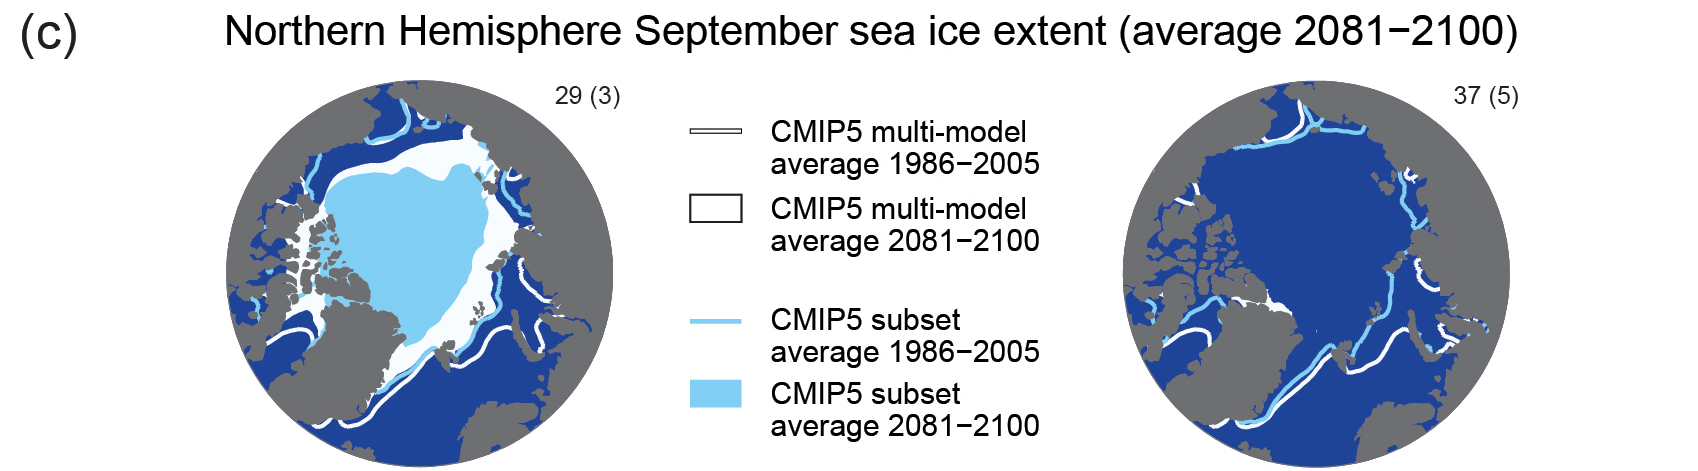 (c)
Northern Hemisphere September sea ice extent (average 2081−2100)
29 (3)
37 (5)
CMIP5 multi-model
average 1986−2005
CMIP5 multi-model
average 2081−2100
CMIP5 subset
average 1986−2005
CMIP5 subset
average 2081−2100